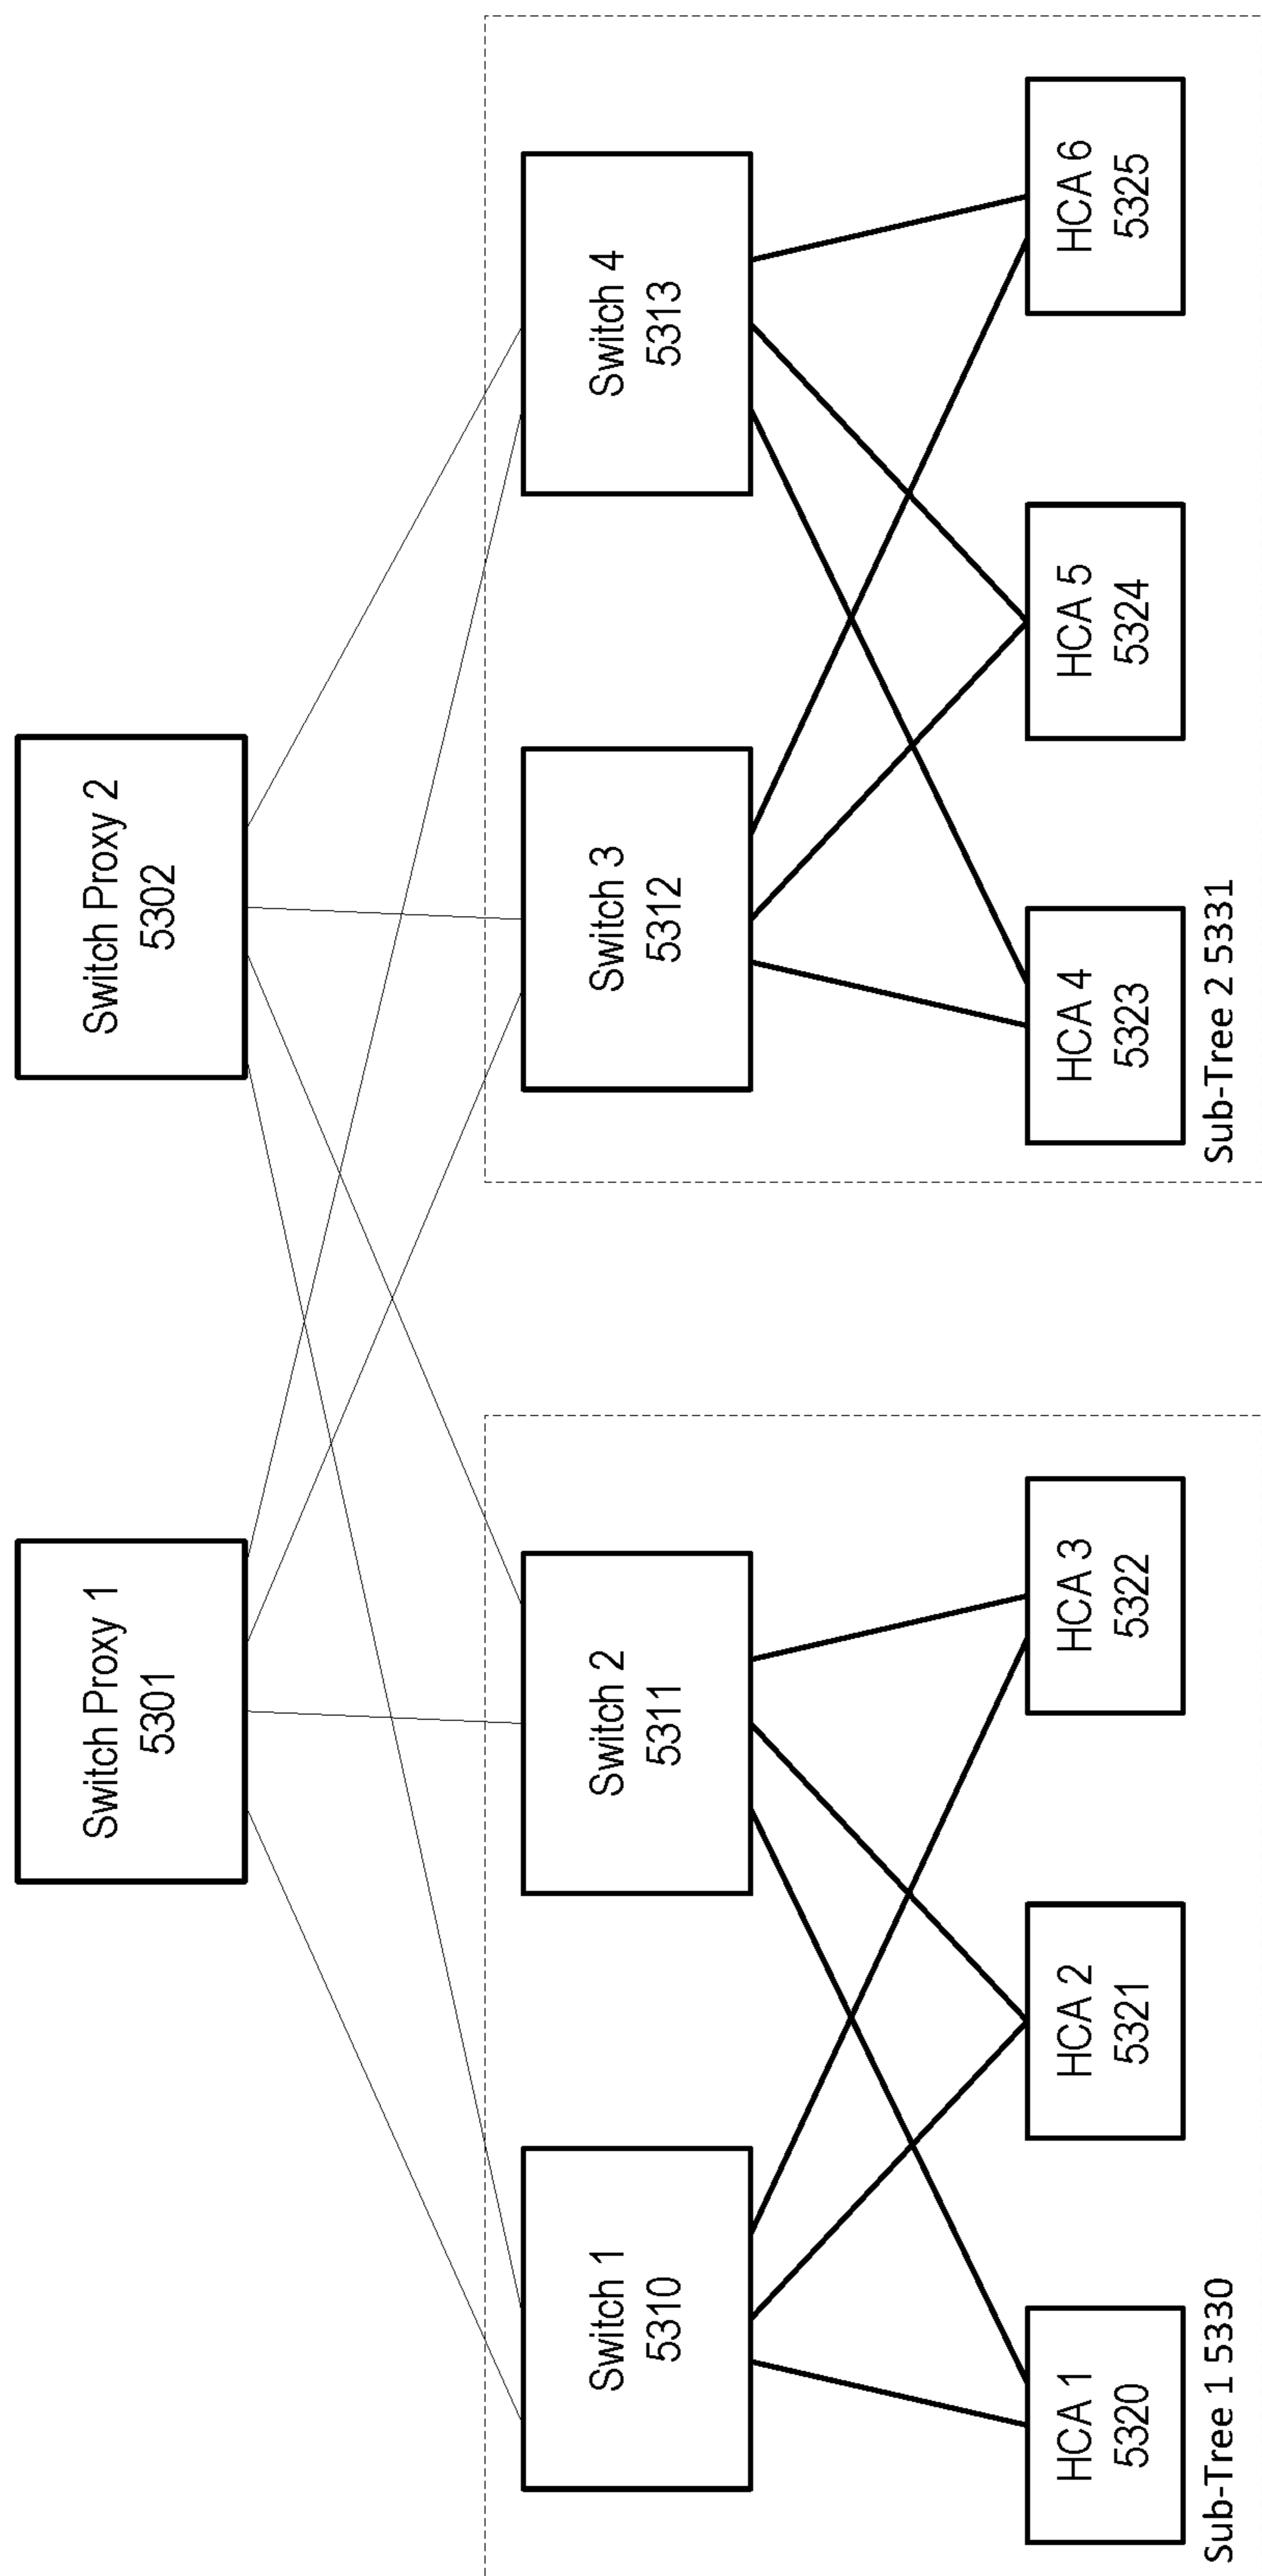 Switch Proxy 1
5301
Switch Proxy 2
5302
Switch 1
5310
Switch 2
5311
Switch 3
5312
Switch 4
5313
HCA 1
5320
HCA 2
5321
HCA 3
5322
HCA 4
5323
HCA 5
5324
HCA 6
5325
Sub-Tree 1 5330
Sub-Tree 2 5331